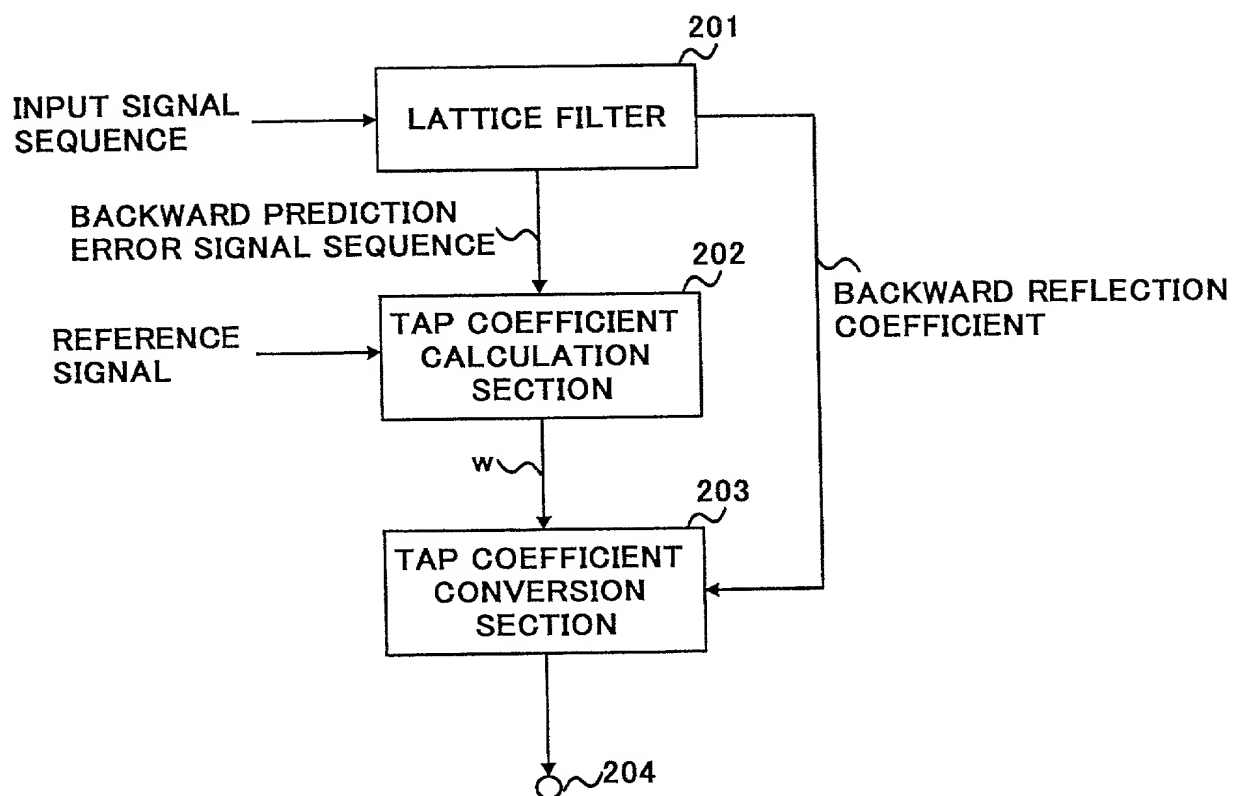 201
INPUT SIGNAL
SEQUENCE
LATTICE FILTER
BACKWARD PREDICTION
ERROR SIGNAL SEQUENCE
202
BACKWARD REFLECTION
COEFFICIENT
REFERENCE
SIGNAL
TAP COEFFICIENT
CALCULATION
SECTION
w
203
TAP COEFFICIENT
CONVERSION
SECTION
204